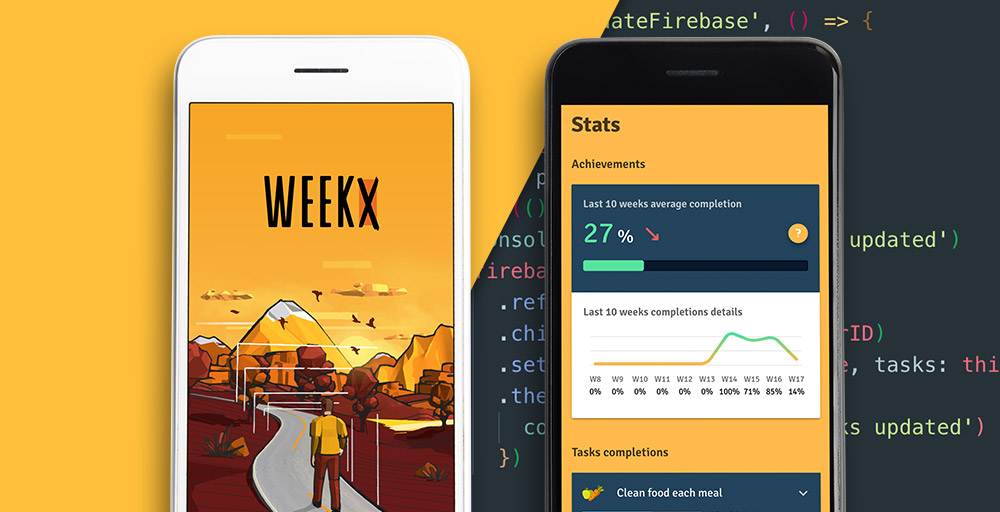 WEEKX
Stats
Achievements
Last 10 weeks average completion
27 %
?
Last 10 weeks completions details
W8 W9 W10 W11 W12 W13 W14 W15 W16 W17
0% 0% 0% 0% 0% 0% 100% 71% 85% 14%
Tasks completions
Clean food each meal
ateFirebase', () => {
p
()
onsol
updated')
ireba
.ref
.chi
rID)
.set
, tasks: thi
.the
co
ks updated')
})